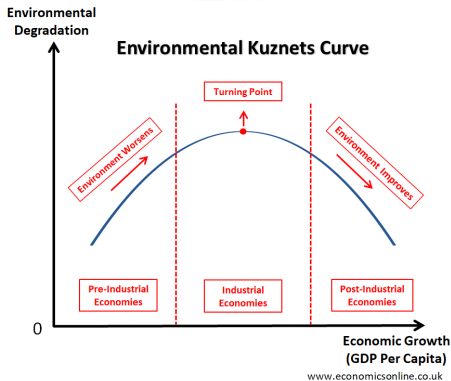 Environmental
Degradation
Environmental Kuznets Curve
Turning Point
Environment Worsens
Environment Improves
Pre-Industrial
Economies
Industrial
Economies
Post-Industrial
Economies
0
Economic Growth
(GDP Per Capita)
www.economicsonline.co.uk